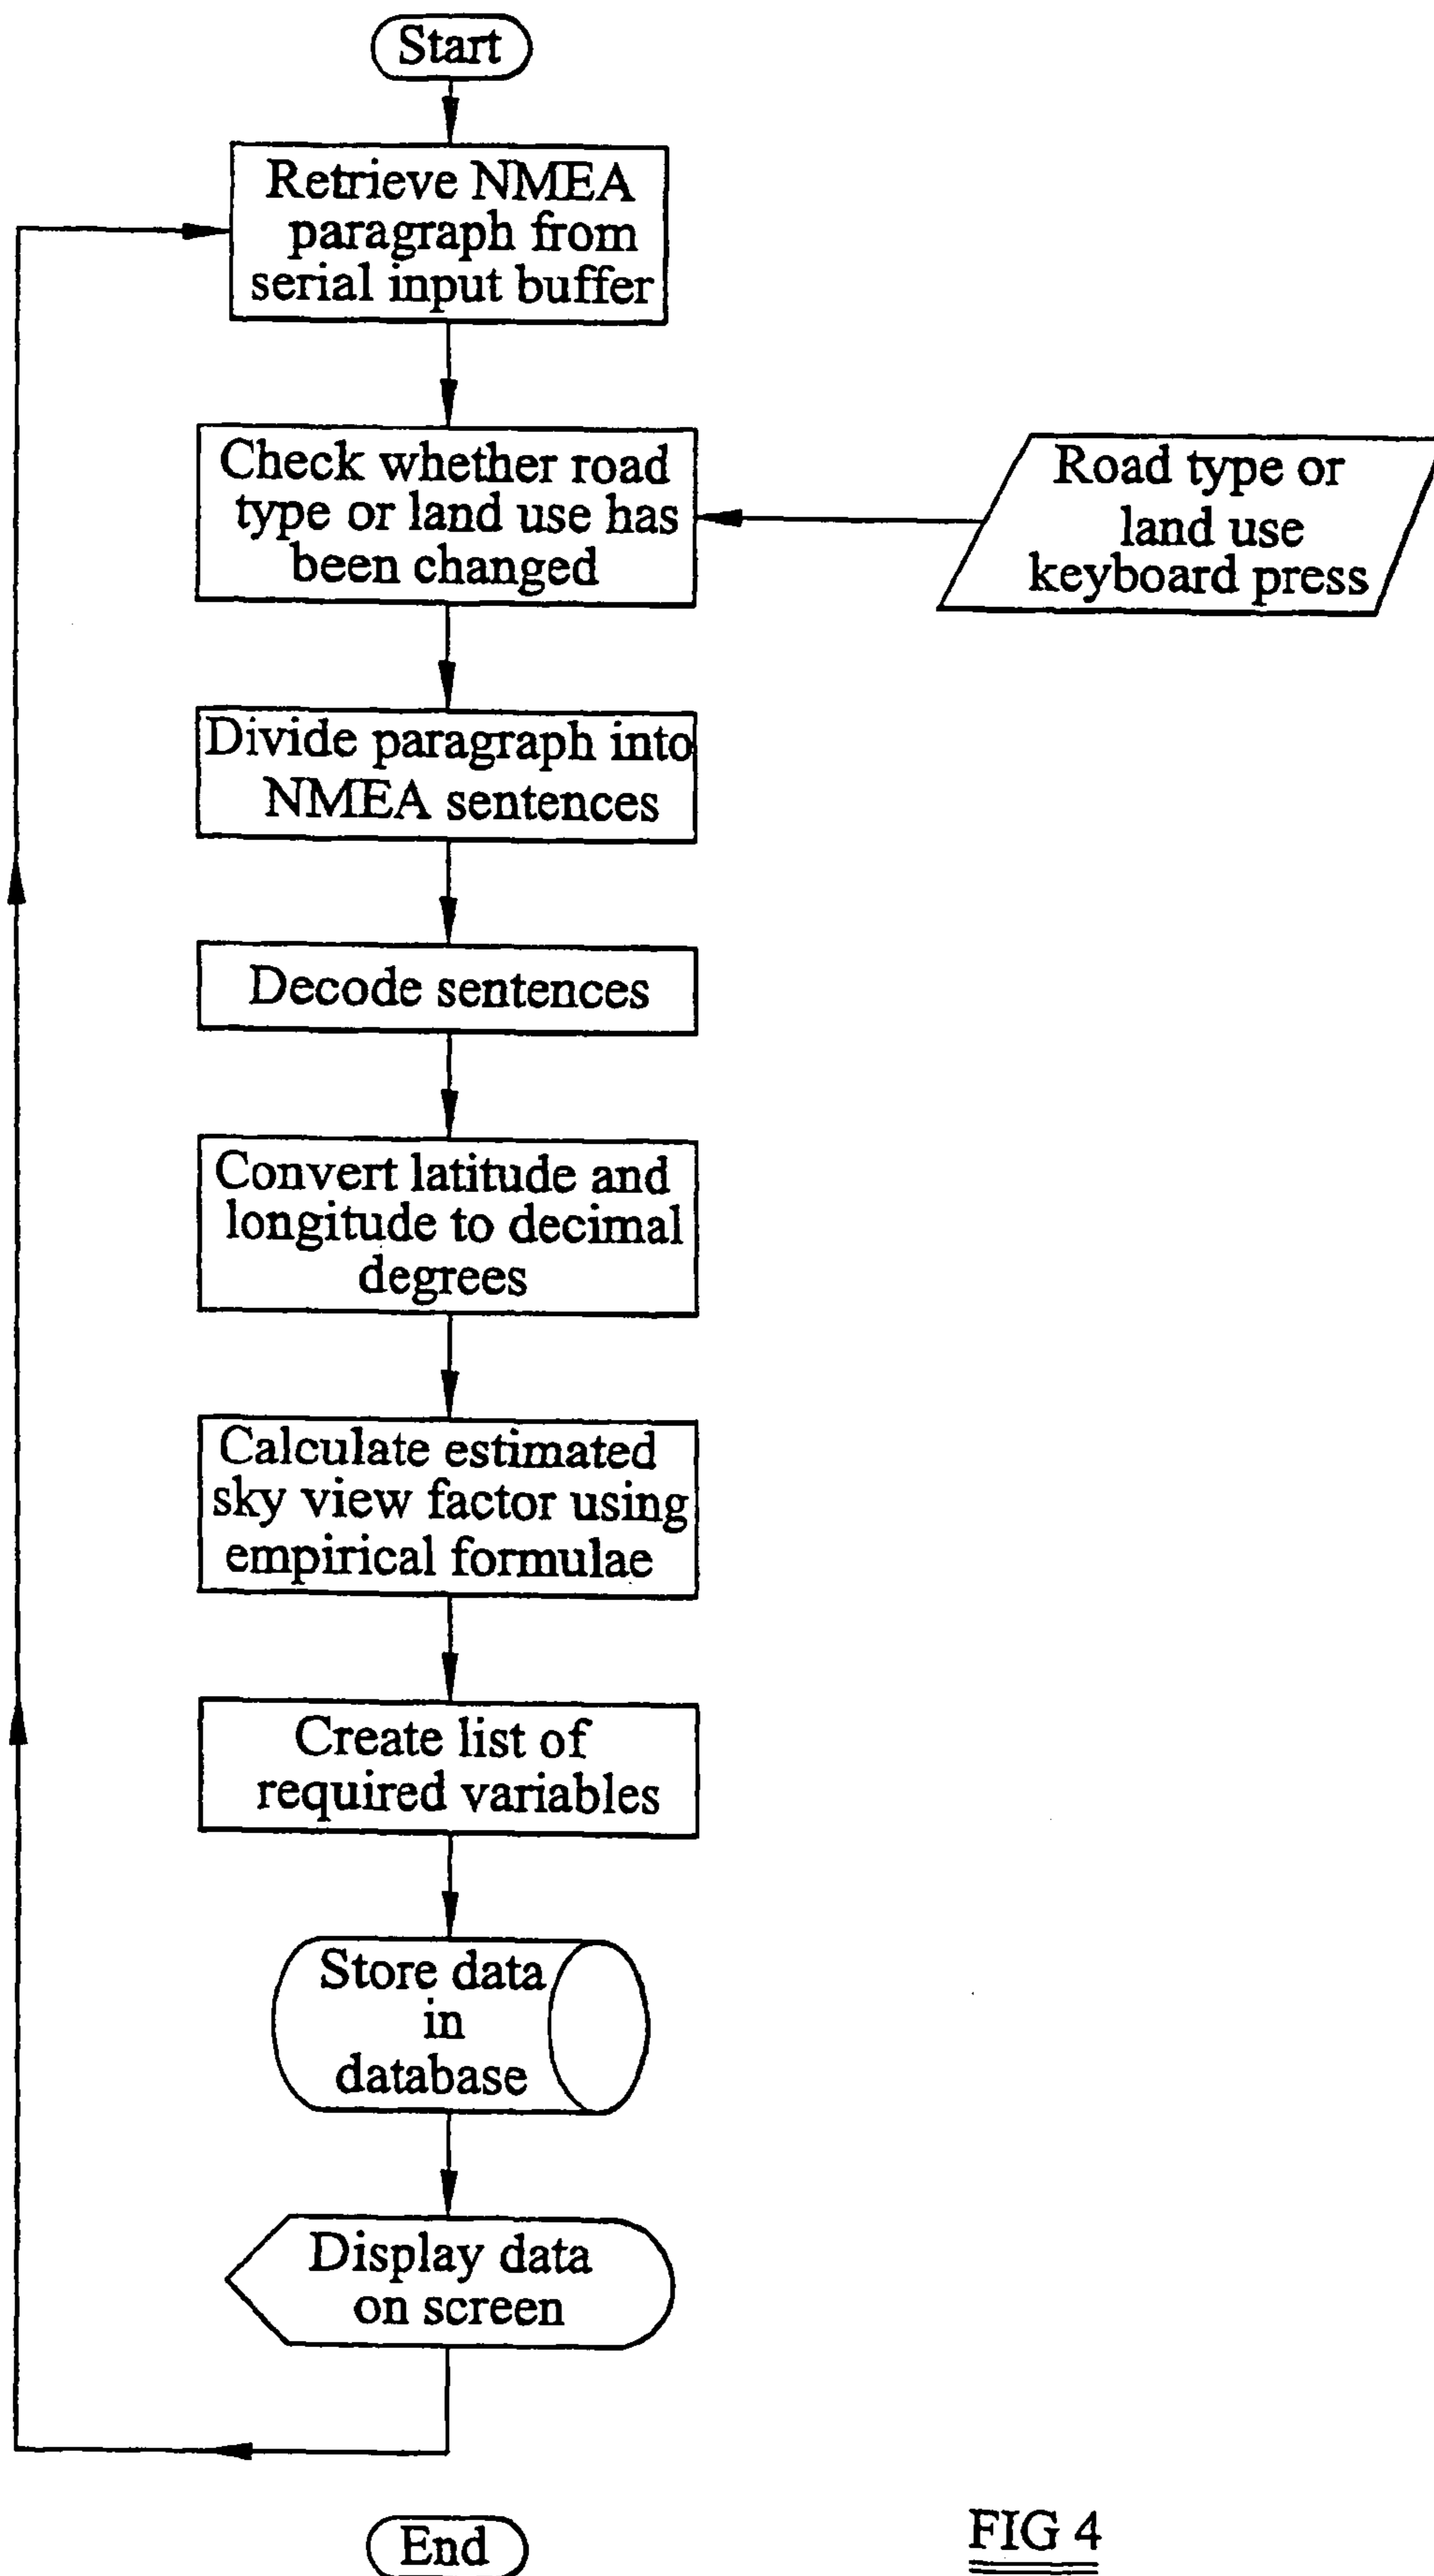 Start
Retrieve NMEA
paragraph from
serial input buffer
Check whether road
type or land use has
been changed
Road type or
land use
keyboard press
Divide paragraph into
NMEA sentences
Decode sentences
Convert latitude and
longitude to decimal
degrees
Calculate estimated
sky view factor using
empirical formulae
Create list of
required variables
Store data
in
database
Display data
on screen
End
FIG 4